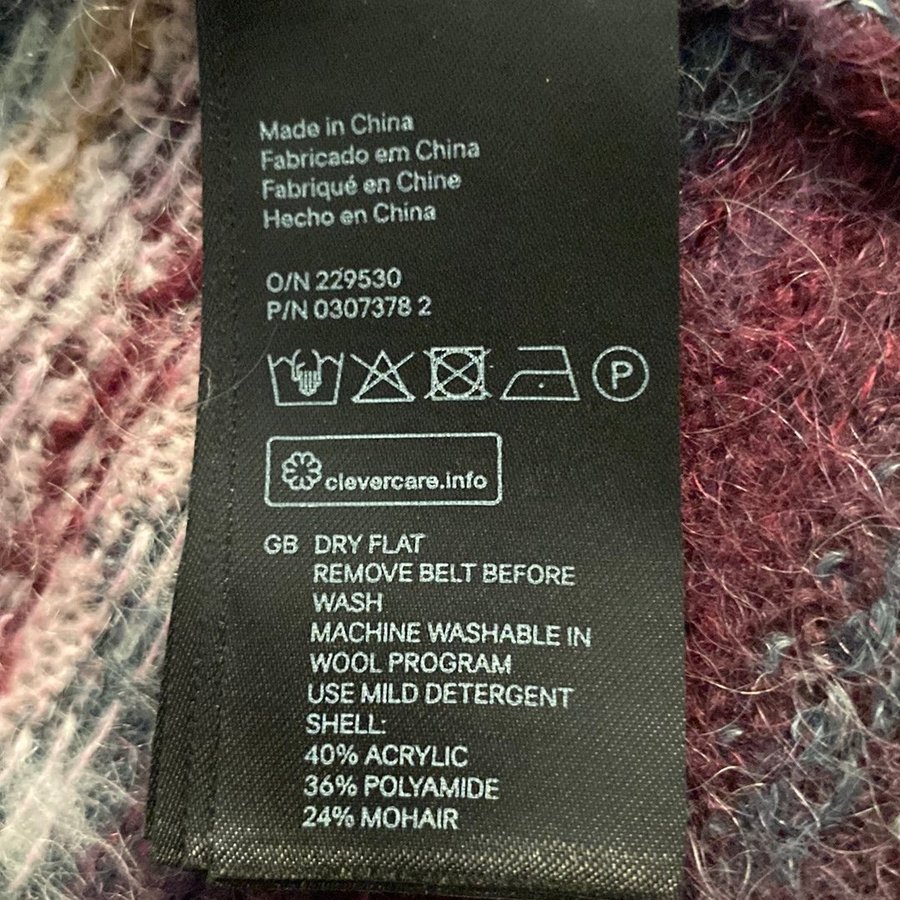 Made in China
Fabricado em China
Fabriqué en Chine
Hecho en China
O/N 229530
P/N 0307378 2
P
clevercare.info
GB DRY FLAT
REMOVE BELT BEFORE
WASH
MACHINE WASHABLE IN
WOOL PROGRAM
USE MILD DETERGENT
SHELL:
40% ACRYLIC
36% POLYAMIDE
24% MOHAIR